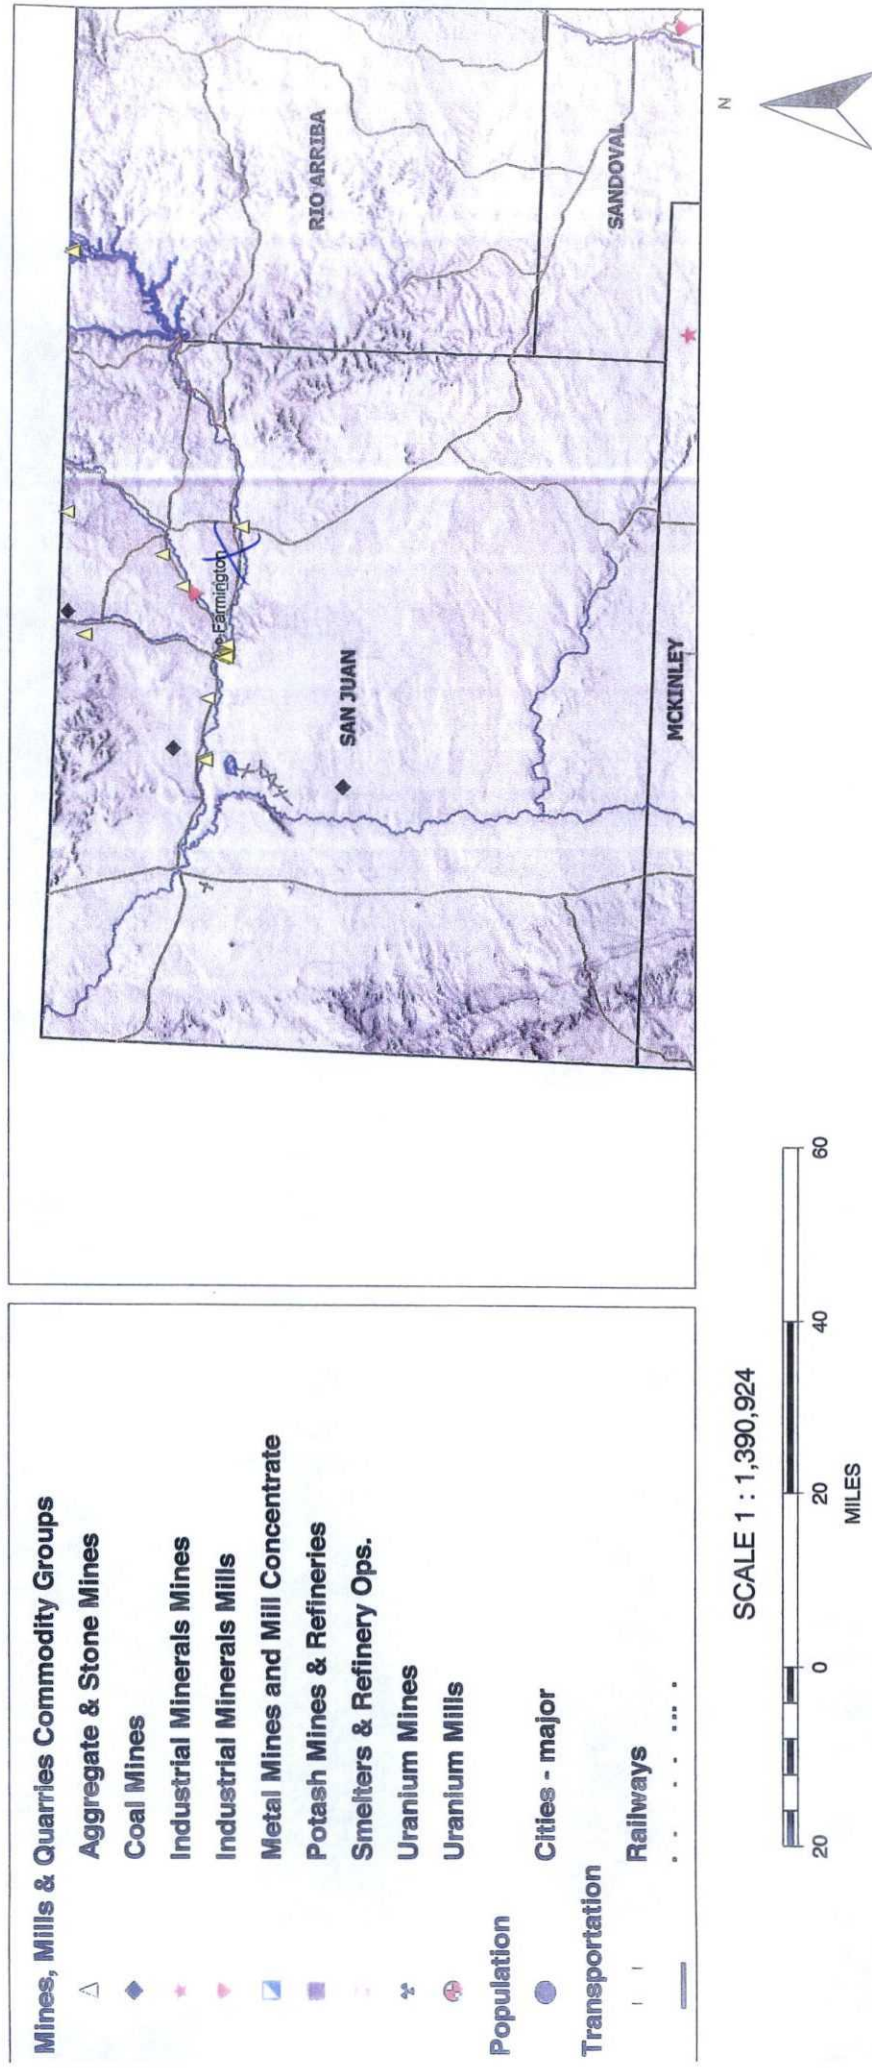 Mines, Mills & Quarries Commodity Groups
Aggregate & Stone Mines
Coal Mines
Industrial Minerals Mines
Industrial Minerals Mills
Metal Mines and Mill Concentrate
Potash Mines & Refineries
Smelters & Refinery Ops.
Uranium Mines
Uranium Mills
Population
Cities - major
Transportation
Railways
Farmington
SAN JUAN
RIO ARRIBA
SANDOVAL
MCKINLEY
N
SCALE 1 : 1,390,924
20 0 20 40 60
MILES